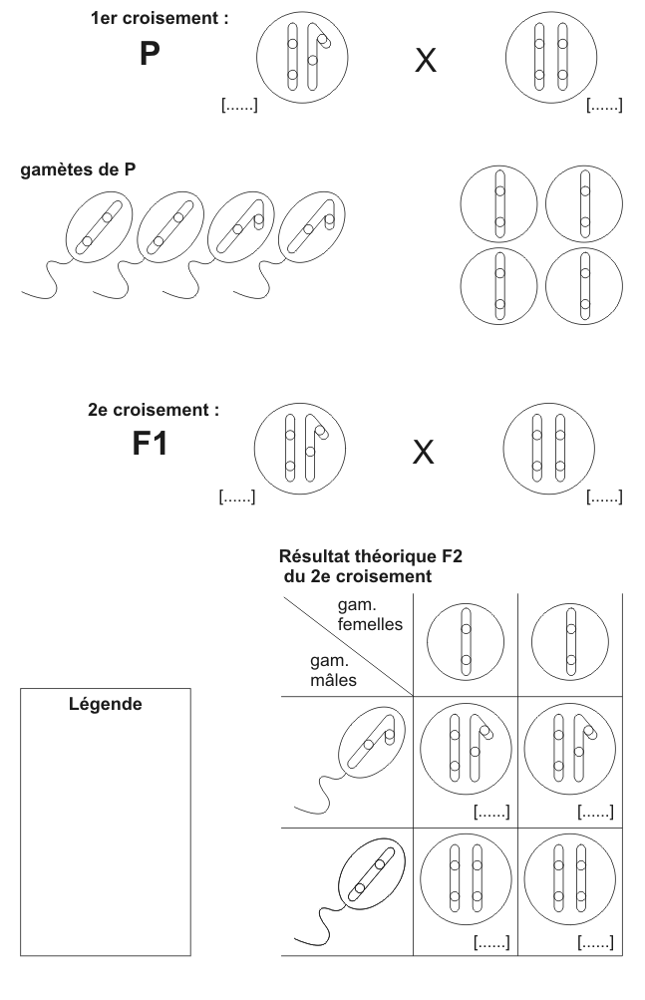 1er croisement :
P
X
[......]
[......]
gamètes de P
2e croisement :
F1
X
[......]
[......]
Résultat théorique F2
du 2e croisement
gam.
femelles
gam.
mâles
Légende
[......]
[......]
[......]
[......]